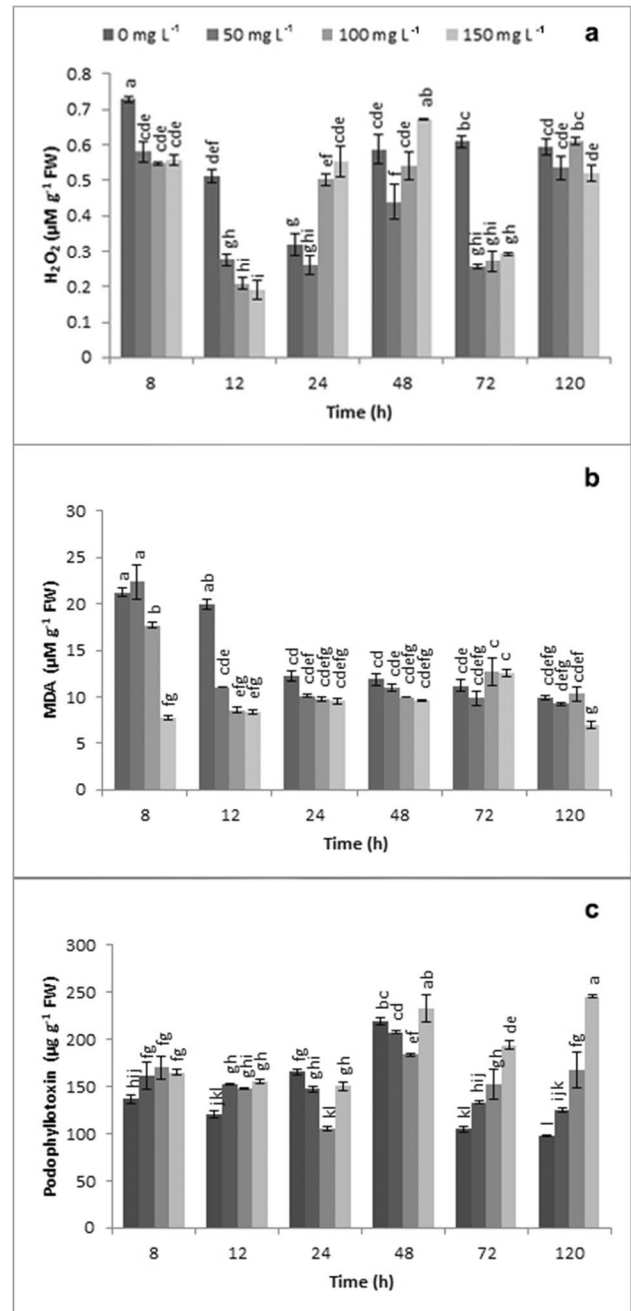 0 mg L⁻¹ 50 mg L⁻¹ 100 mg L⁻¹ 150 mg L⁻¹
a
0.8
0.7
0.6
0.5
0.4
0.3
0.2
0.1
0
H₂O₂ (µM g⁻¹ FW)
a cde cde cde
def gh hi i
g ghi ef cde
cde f cde ab
bc ghi ghi gh
cd cde bc de
8 12 24 48 72 120
Time (h)
b
30
25
20
15
10
5
0
MDA (µM g⁻¹ FW)
a a b fg
ab cde efg efg
cd cdef cdefg cdefg
cd cde cdefg cdefg
cde cdefg c c
cdefg defg cdef g
8 12 24 48 72 120
Time (h)
c
300
250
200
150
100
50
0
Podophyllotoxin (µg g⁻¹ FW)
hij fg fg fg
jkl gh ghi gh
fg ghi kl gh
bc cd ef ab
kl hij gh de
l ijk fg a
8 12 24 48 72 120
Time (h)